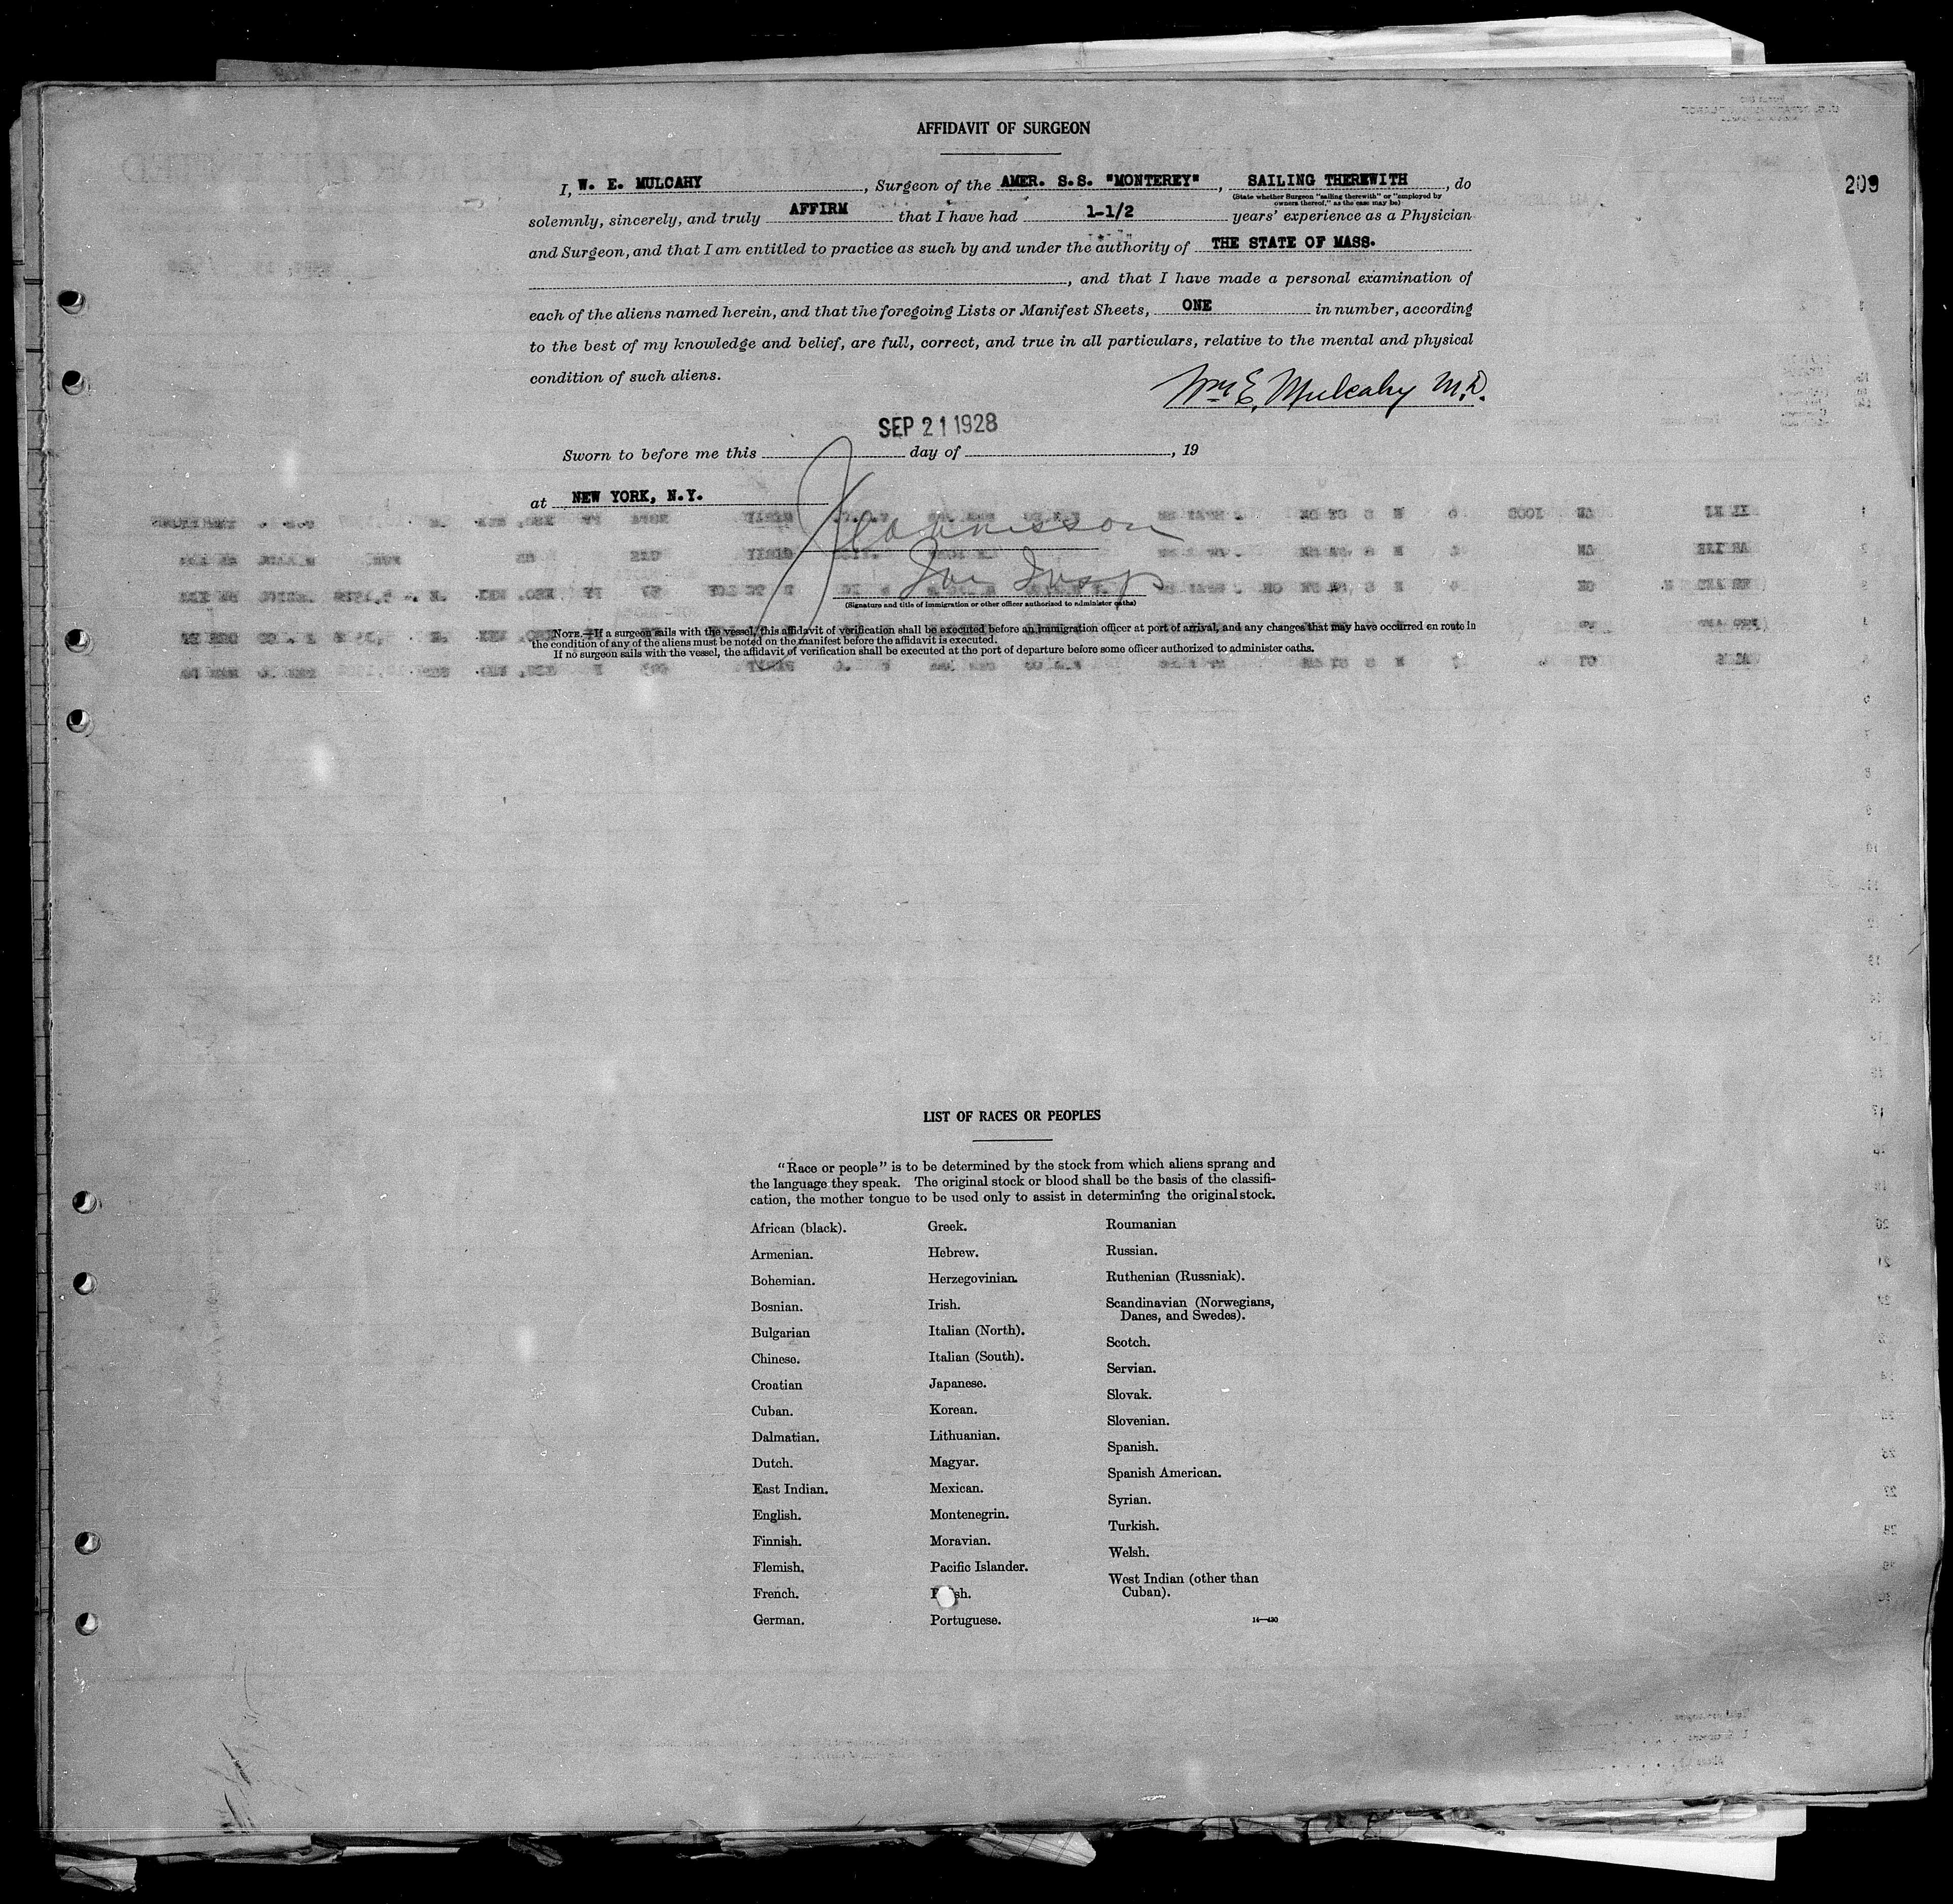 AFFIDAVIT OF SURGEON
209
I, W. E. MULCAHY, Surgeon of the AMER. S.S. "MONTEREY", SAILING THEREWITH, do
(State whether Surgeon "sailing therewith" or "employed by
owners thereof," as the case may be)
solemnly, sincerely, and truly AFFIRM that I have had 1-1/2 years' experience as a Physician
and Surgeon, and that I am entitled to practice as such by and under the authority of THE STATE OF MASS.
, and that I have made a personal examination of
each of the aliens named herein, and that the foregoing Lists or Manifest Sheets, ONE in number, according
to the best of my knowledge and belief, are full, correct, and true in all particulars, relative to the mental and physical
condition of such aliens.
Wm E. Mulcahy M.D.
SEP 21 1928
Sworn to before me this day of , 19
at NEW YORK, N.Y.
(Signature and title of immigration or other officer authorized to administer oaths)
NOTE.—If a surgeon sails with the vessel, this affidavit of verification shall be executed before an immigration officer at port of arrival, and any changes that may have occurred en route in
the condition of any of the aliens must be noted on the manifest before the affidavit is executed.
If no surgeon sails with the vessel, the affidavit of verification shall be executed at the port of departure before some officer authorized to administer oaths.
LIST OF RACES OR PEOPLES
"Race or people" is to be determined by the stock from which aliens sprang and
the language they speak. The original stock or blood shall be the basis of the classifi-
cation, the mother tongue to be used only to assist in determining the original stock.
African (black).
Armenian.
Bohemian.
Bosnian.
Bulgarian
Chinese.
Croatian
Cuban.
Dalmatian.
Dutch.
East Indian.
English.
Finnish.
Flemish.
French.
German.
Greek.
Hebrew.
Herzegovinian.
Irish.
Italian (North).
Italian (South).
Japanese.
Korean.
Lithuanian.
Magyar.
Mexican.
Montenegrin.
Moravian.
Pacific Islander.
Portuguese.
Roumanian
Russian.
Ruthenian (Russniak).
Scandinavian (Norwegians,
Danes, and Swedes).
Scotch.
Servian.
Slovak.
Slovenian.
Spanish.
Spanish American.
Syrian.
Turkish.
Welsh.
West Indian (other than
Cuban).
14—430